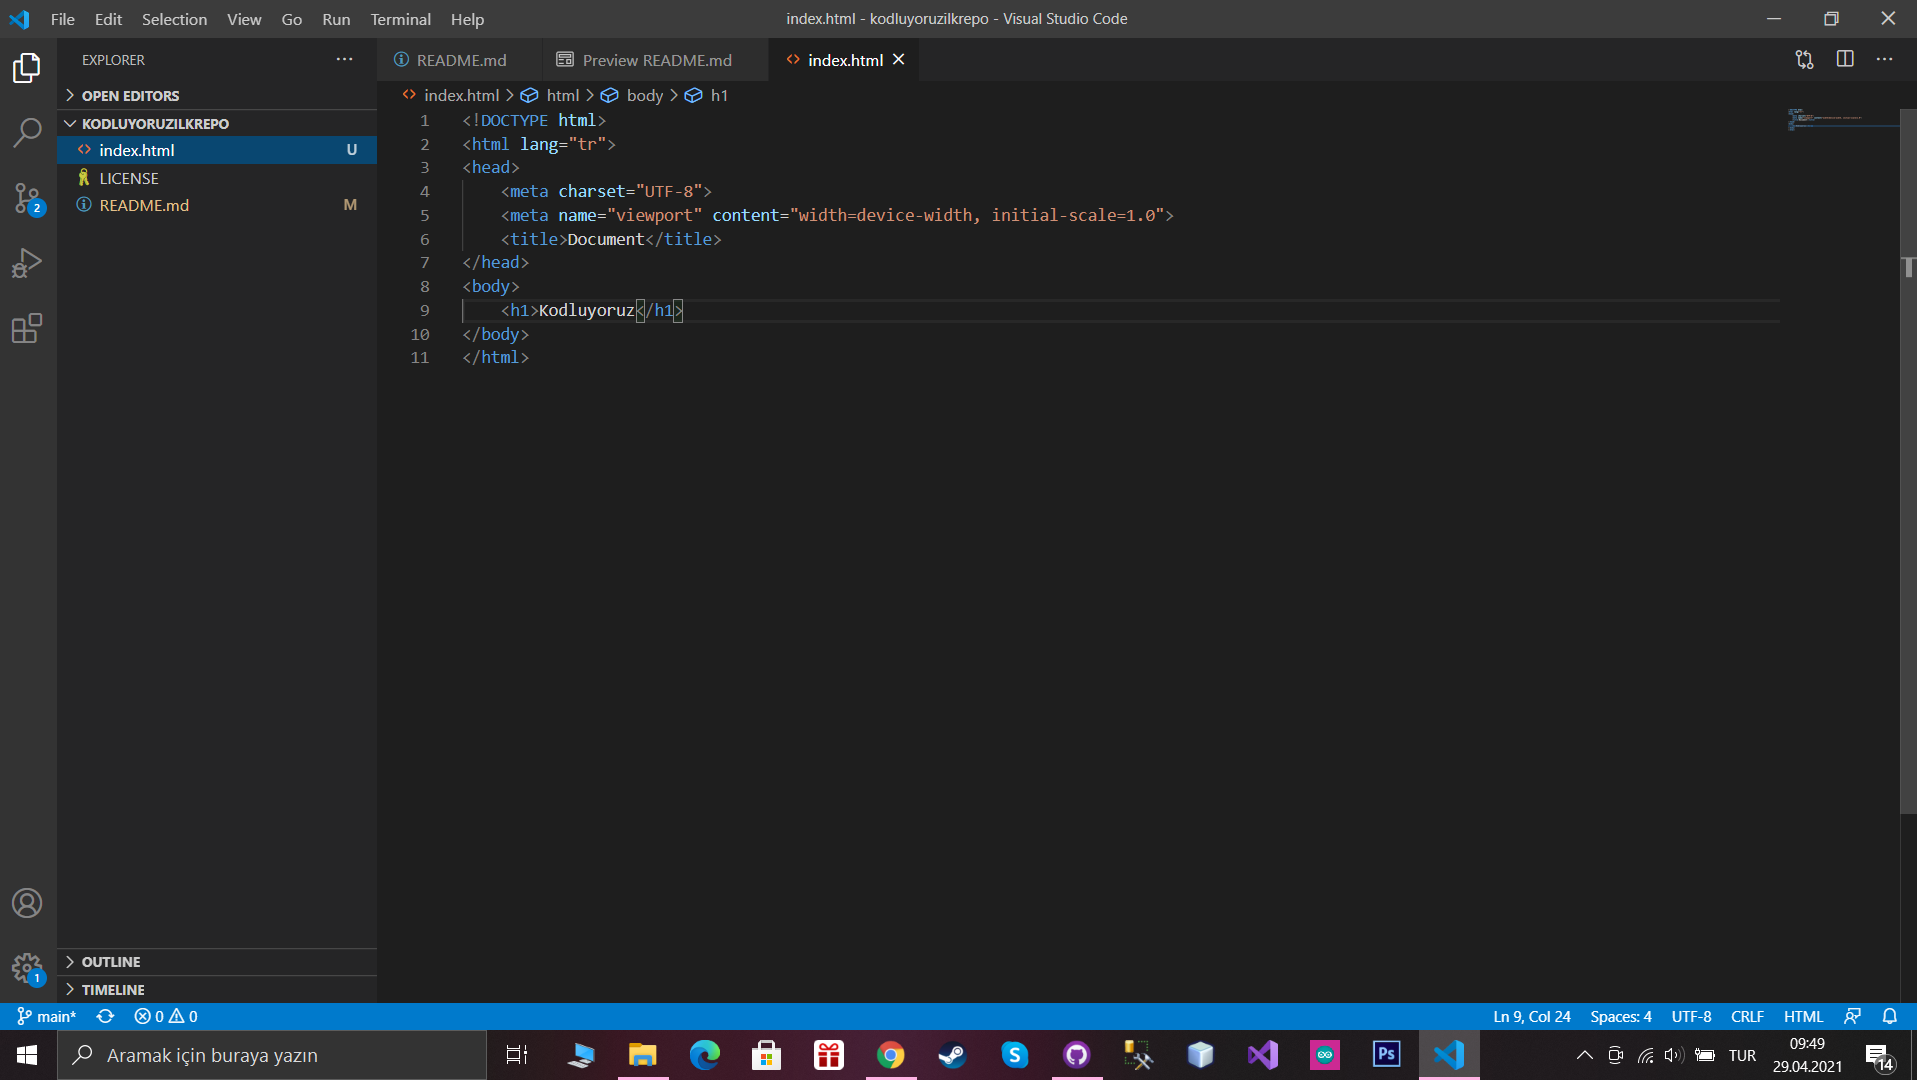 File Edit Selection View Go Run Terminal Help
index.html - kodluyoruzilkrepo - Visual Studio Code
EXPLORER
OPEN EDITORS
KODLUYORUZILKREPO
index.html U
LICENSE
README.md M
OUTLINE
TIMELINE
2
1
README.md
Preview README.md
index.html
index.html > html > body > h1
1 <!DOCTYPE html>
2 <html lang="tr">
3 <head>
4 <meta charset="UTF-8">
5 <meta name="viewport" content="width=device-width, initial-scale=1.0">
6 <title>Document</title>
7 </head>
8 <body>
9 <h1>Kodluyoruz</h1>
10 </body>
11 </html>
main* 0 0
Ln 9, Col 24 Spaces: 4 UTF-8 CRLF HTML
Aramak için buraya yazın
S
Ps
TUR
09:49
29.04.2021
14